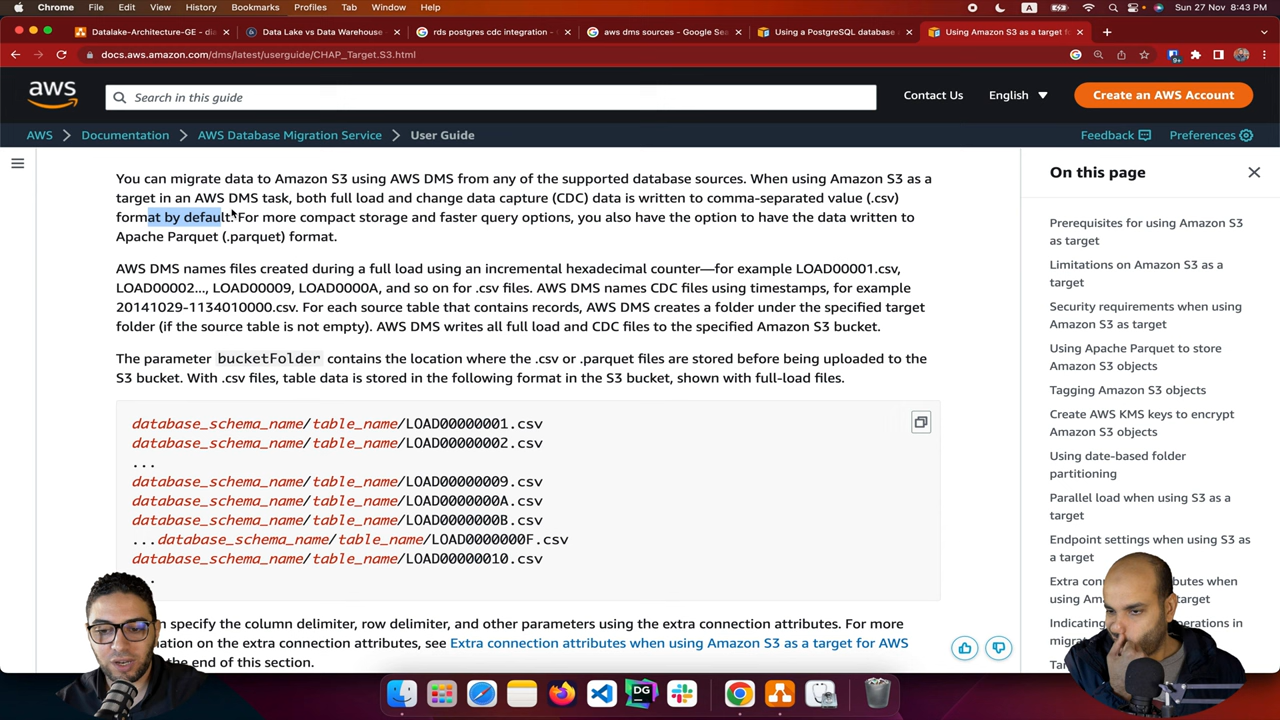 Chrome File Edit View History Bookmarks Profiles Tab Window Help
Sun 27 Nov 8:43 PM
Datalake-Architecture-GE - dia
Data Lake vs Data Warehouse
rds postgres cdc integration -
aws dms sources - Google Sea
Using a PostgreSQL database
Using Amazon S3 as a target f
docs.aws.amazon.com/dms/latest/userguide/CHAP_Target.S3.html
aws
Search in this guide
Contact Us
English
Create an AWS Account
AWS > Documentation > AWS Database Migration Service > User Guide
Feedback
Preferences
You can migrate data to Amazon S3 using AWS DMS from any of the supported database sources. When using Amazon S3 as a
target in an AWS DMS task, both full load and change data capture (CDC) data is written to comma-separated value (.csv)
format by default. For more compact storage and faster query options, you also have the option to have the data written to
Apache Parquet (.parquet) format.
AWS DMS names files created during a full load using an incremental hexadecimal counter—for example LOAD00001.csv,
LOAD00002..., LOAD00009, LOAD0000A, and so on for .csv files. AWS DMS names CDC files using timestamps, for example
20141029-1134010000.csv. For each source table that contains records, AWS DMS creates a folder under the specified target
folder (if the source table is not empty). AWS DMS writes all full load and CDC files to the specified Amazon S3 bucket.
The parameter bucketFolder contains the location where the .csv or .parquet files are stored before being uploaded to the
S3 bucket. With .csv files, table data is stored in the following format in the S3 bucket, shown with full-load files.
database_schema_name/table_name/LOAD00000001.csv
database_schema_name/table_name/LOAD00000002.csv
...
database_schema_name/table_name/LOAD00000009.csv
database_schema_name/table_name/LOAD0000000A.csv
database_schema_name/table_name/LOAD0000000B.csv
...database_schema_name/table_name/LOAD0000000F.csv
database_schema_name/table_name/LOAD00000010.csv
...
specify the column delimiter, row delimiter, and other parameters using the extra connection attributes. For more
on the extra connection attributes, see Extra connection attributes when using Amazon S3 as a target for AWS
the end of this section.
On this page
Prerequisites for using Amazon S3
as target
Limitations on Amazon S3 as a
target
Security requirements when using
Amazon S3 as target
Using Apache Parquet to store
Amazon S3 objects
Tagging Amazon S3 objects
Create AWS KMS keys to encrypt
Amazon S3 objects
Using date-based folder
partitioning
Parallel load when using S3 as a
target
Endpoint settings when using S3
as a target
Extra
when
using
Indicating
in
DG